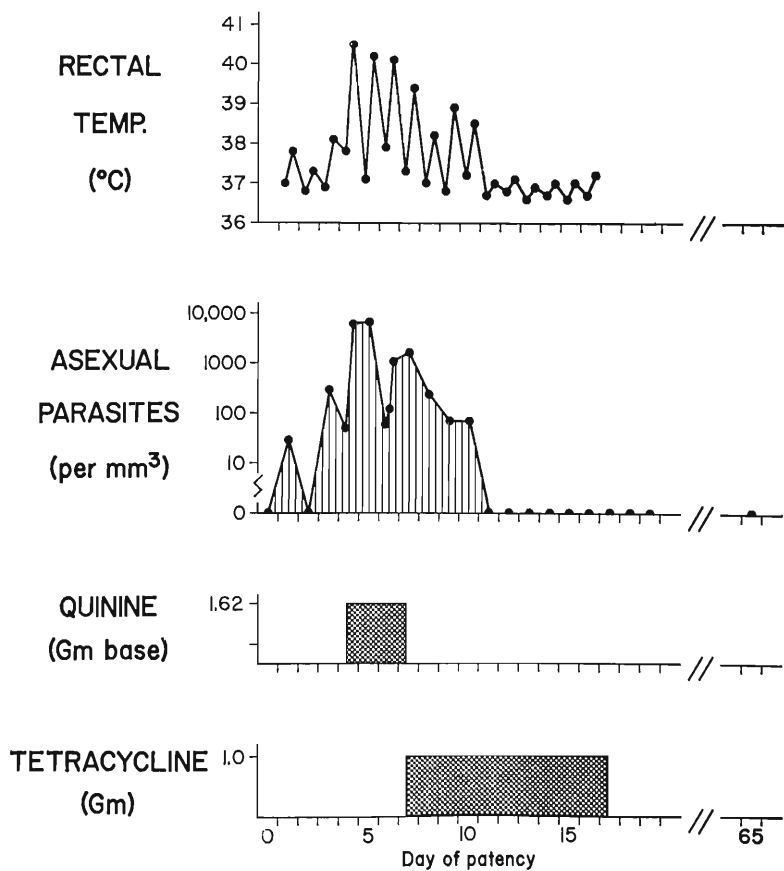 RECTAL
TEMP.
(°C)
41
40
39
38
37
36
ASEXUAL
PARASITES
(per mm³)
10,000
1000
100
10
0
QUININE
(Gm base)
1.62
TETRACYCLINE
(Gm)
1.0
0 5 10 15 65
Day of patency